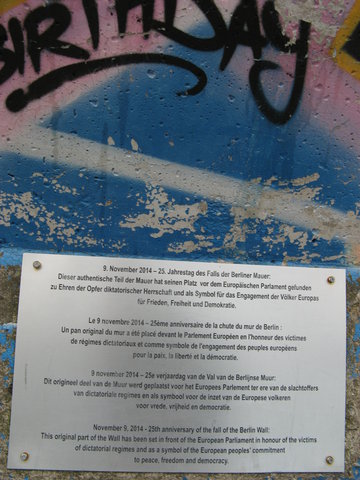 BIRTHDAY
9. November 2014 – 25. Jahrestag des Falls der Berliner Mauer:
Dieser authentische Teil der Mauer hat seinen Platz vor dem Europäischen Parlament gefunden
zu Ehren der Opfer diktatorischer Herrschaft und als Symbol für das Engagement der Völker Europas
für Frieden, Freiheit und Demokratie.
Le 9 novembre 2014 – 25ème anniversaire de la chute du mur de Berlin :
Un pan original du mur a été placé devant le Parlement Européen en l'honneur des victimes
de régimes dictatoriaux et comme symbole de l'engagement des peuples européens
pour la paix, la liberté et la démocratie.
9 november 2014 – 25e verjaardag van de Val van de Berlijnse Muur:
Dit origineel deel van de Muur werd geplaatst voor het Europees Parlement ter ere van de slachtoffers
van dictatoriale regimes en als symbool voor de inzet van de Europese volkeren
voor vrede, vrijheid en democratie.
November 9, 2014 - 25th anniversary of the fall of the Berlin Wall:
This original part of the Wall has been set in front of the European Parliament in honour of the victims
of dictatorial regimes and as a symbol of the European peoples' commitment
to peace, freedom and democracy.